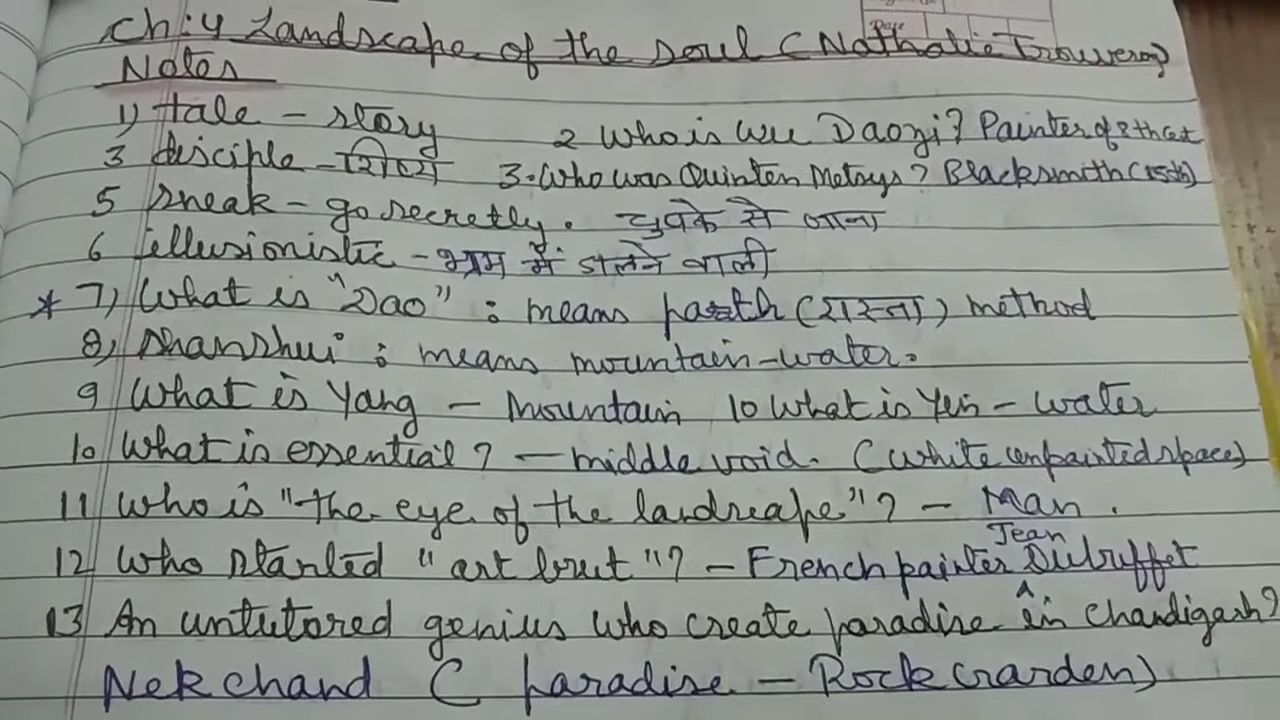 Ch:4 Landscape of the Soul (Nathalie Trouveroy)
Notes
1) tale - story 2 Who is Wu Daozi? Painter of 8th cet
3 disciple - शिष्य 3. Who was Quinten Metsys? Blacksmith (15th)
5 sneak - go secretly. चुपके से जाना
6 illusionistic - भ्रम में डालने वाली
* 7) What is "Dao" : means path (रास्ता) method
8) Shanshui : means mountain-water.
9 What is Yang - Mountain 10 What is Yin - Water
10 What is essential? - middle void. (white unpainted space)
11 Who is "the eye of the landscape"? - Man.
12 Who started "art brut"? - French painter Jean Dubuffet
13 An untutored genius who create paradise in Chandigarh?
Nek chand ( paradise - Rock Garden)